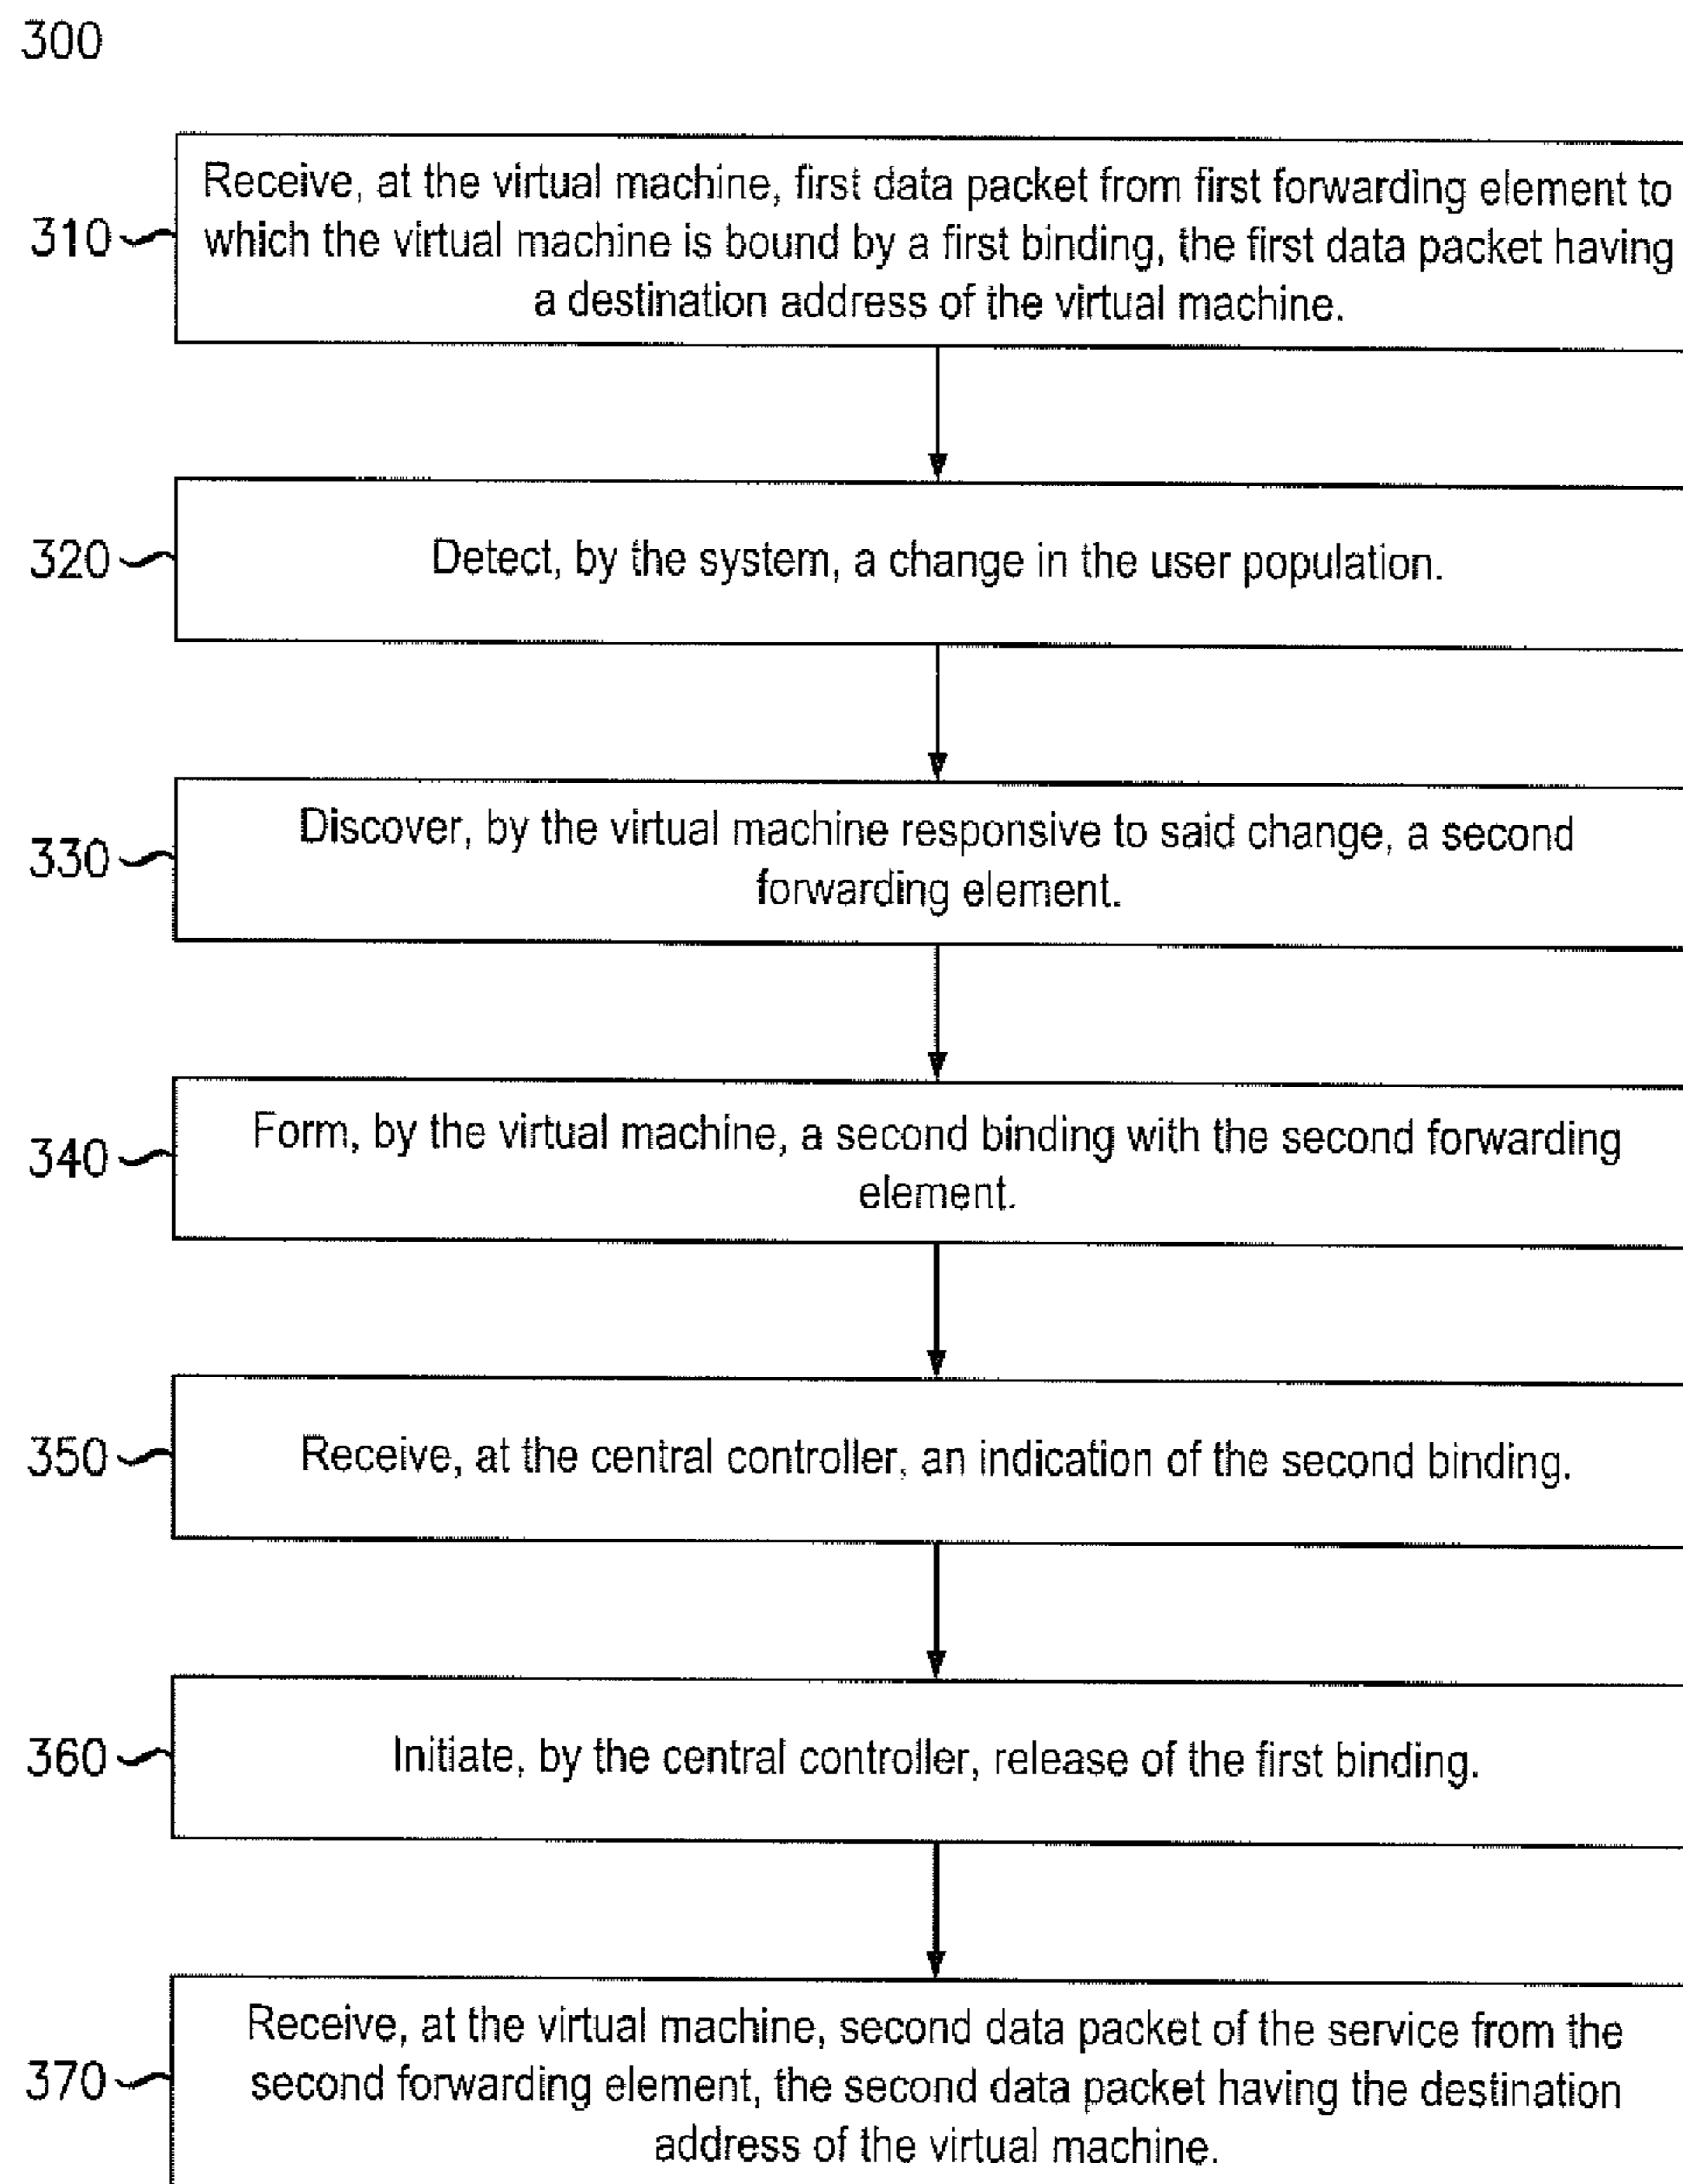 300
310
Receive, at the virtual machine, first data packet from first forwarding element to
which the virtual machine is bound by a first binding, the first data packet having
a destination address of the virtual machine.
320
Detect, by the system, a change in the user population.
330
Discover, by the virtual machine responsive to said change, a second
forwarding element.
340
Form, by the virtual machine, a second binding with the second forwarding
element.
350
Receive, at the central controller, an indication of the second binding.
360
Initiate, by the central controller, release of the first binding.
370
Receive, at the virtual machine, second data packet of the service from the
second forwarding element, the second data packet having the destination
address of the virtual machine.